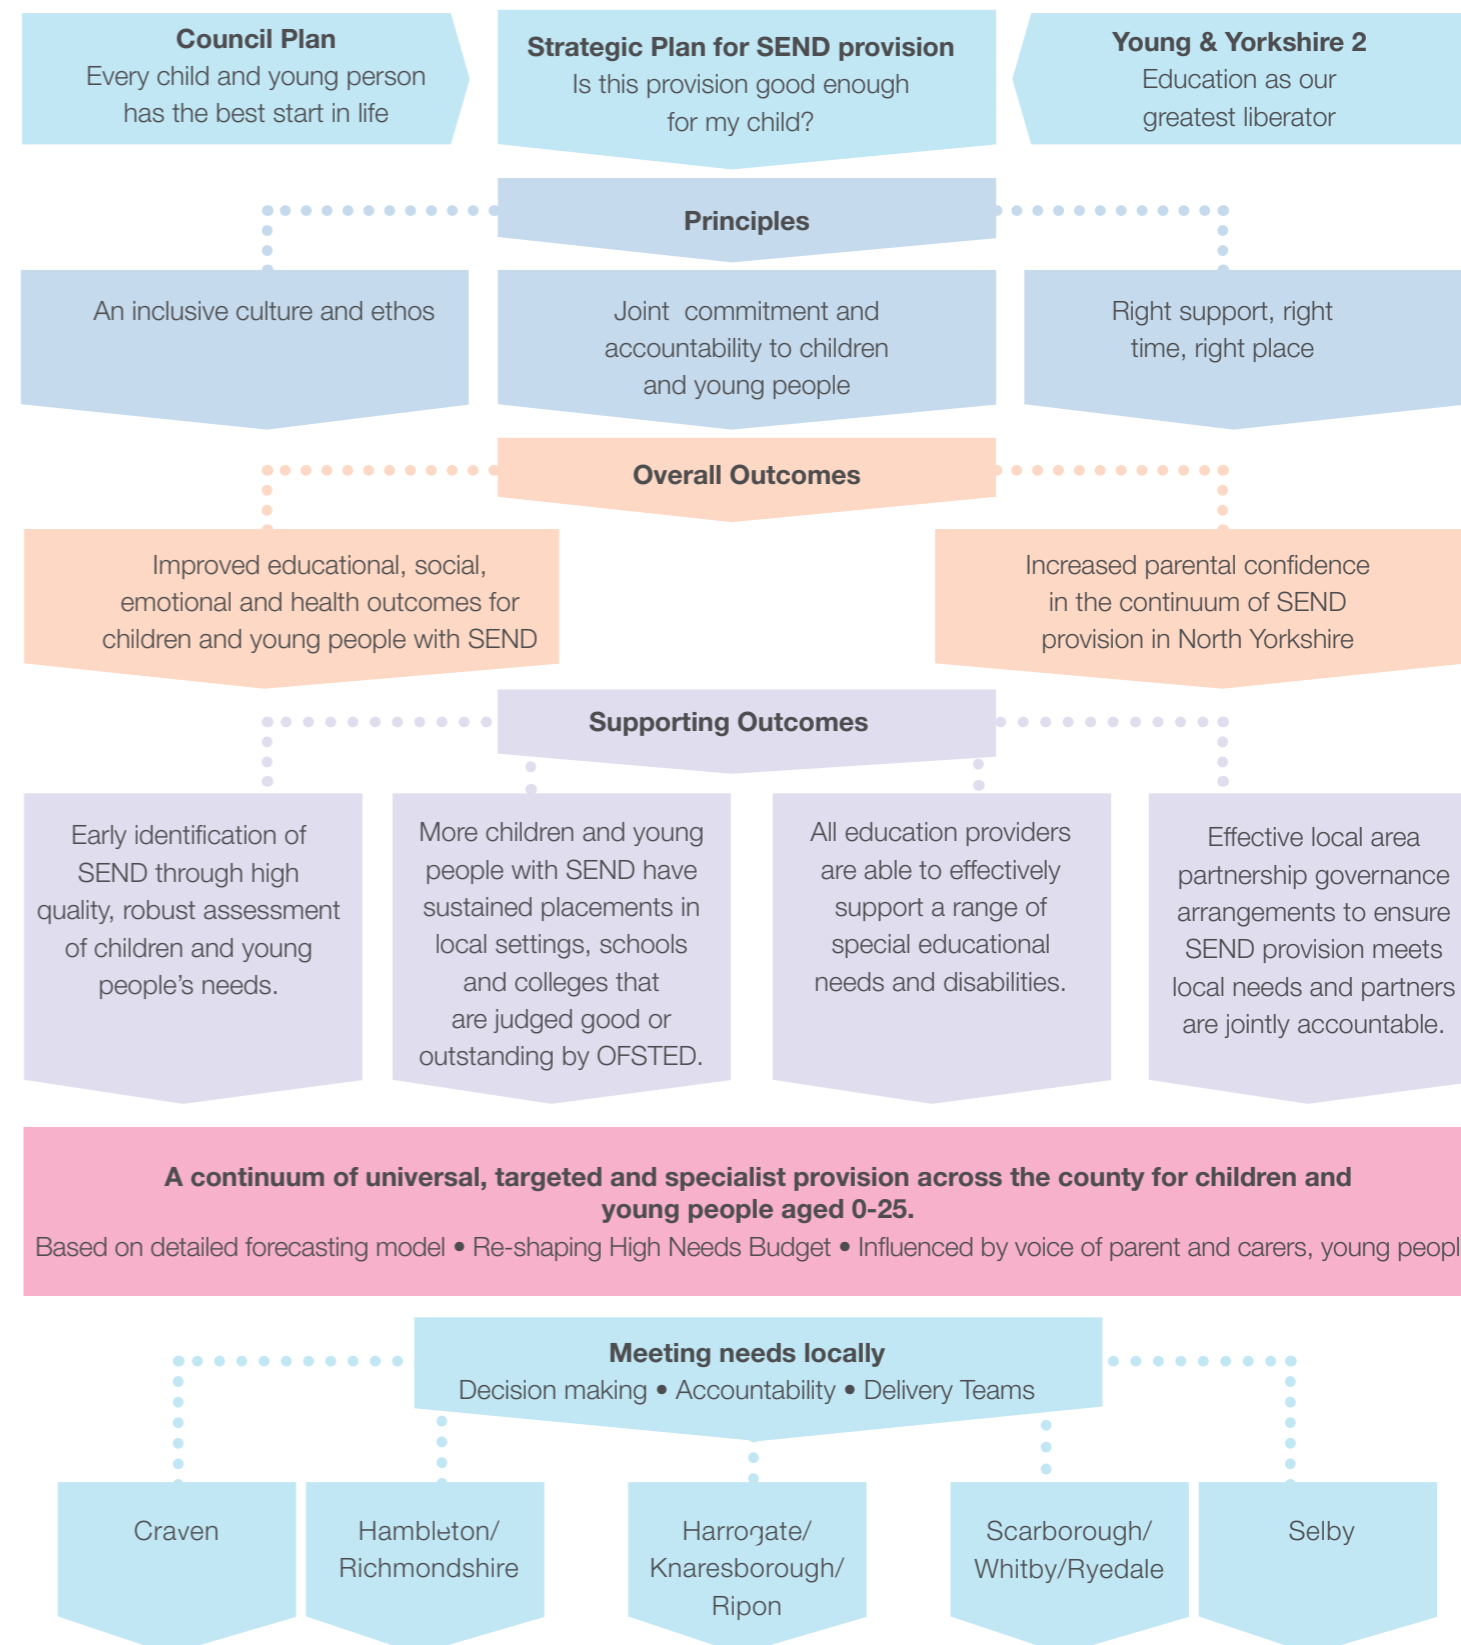 Council Plan
Every child and young person
has the best start in life
Strategic Plan for SEND provision
Is this provision good enough
for my child?
Young & Yorkshire 2
Education as our
greatest liberator
Principles
An inclusive culture and ethos
Joint commitment and
accountability to children
and young people
Right support, right
time, right place
Overall Outcomes
Improved educational, social,
emotional and health outcomes for
children and young people with SEND
Increased parental confidence
in the continuum of SEND
provision in North Yorkshire
Supporting Outcomes
Early identification of
SEND through high
quality, robust assessment
of children and young
people's needs.
More children and young
people with SEND have
sustained placements in
local settings, schools
and colleges that
are judged good or
outstanding by OFSTED.
All education providers
are able to effectively
support a range of
special educational
needs and disabilities.
Effective local area
partnership governance
arrangements to ensure
SEND provision meets
local needs and partners
are jointly accountable.
A continuum of universal, targeted and specialist provision across the county for children and
young people aged 0-25.
Based on detailed forecasting model • Re-shaping High Needs Budget • Influenced by voice of parent and carers, young peopl
Meeting needs locally
Decision making • Accountability • Delivery Teams
Craven
Hambleton/
Richmondshire
Harrogate/
Knaresborough/
Ripon
Scarborough/
Whitby/Ryedale
Selby